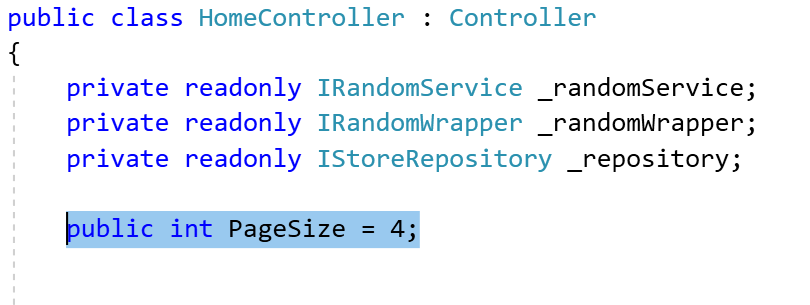 public class HomeController : Controller
{
private readonly IRandomService _randomService;
private readonly IRandomWrapper _randomWrapper;
private readonly IStoreRepository _repository;
public int PageSize = 4;